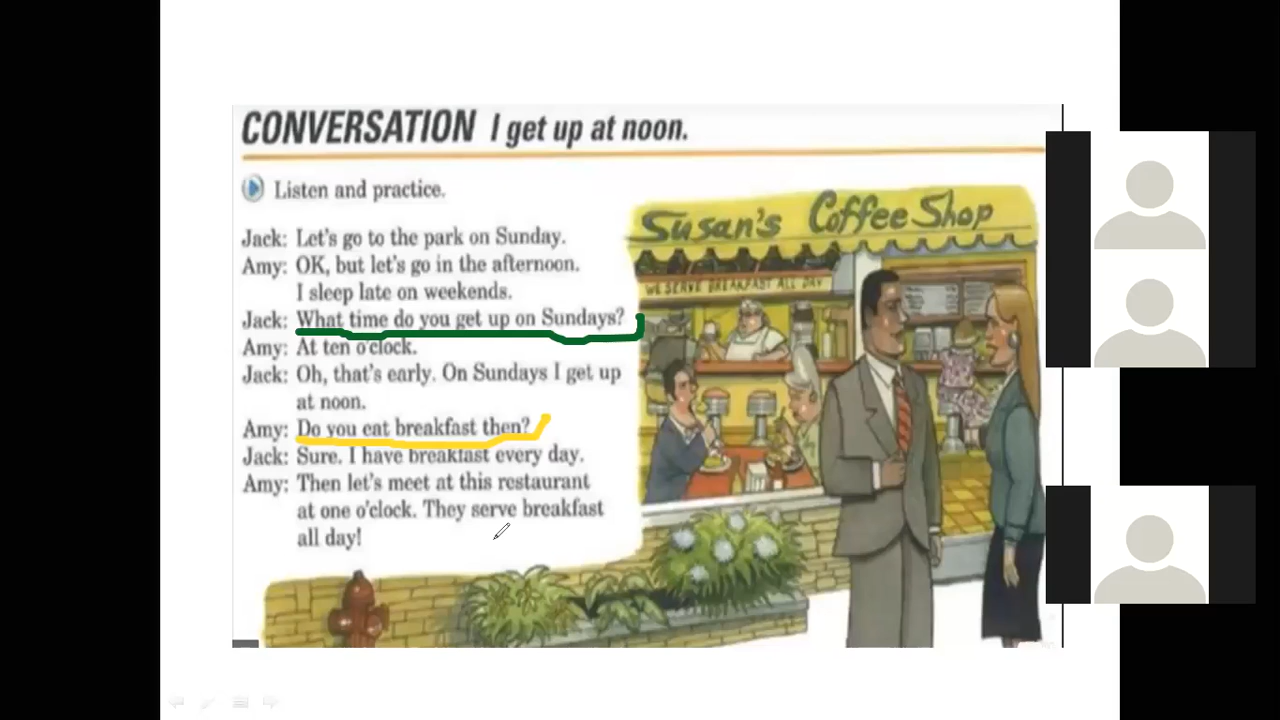 CONVERSATION I get up at noon.
Listen and practice.
Jack: Let's go to the park on Sunday.
Amy: OK, but let's go in the afternoon.
I sleep late on weekends.
Jack: What time do you get up on Sundays?
Amy: At ten o'clock.
Jack: Oh, that's early. On Sundays I get up
at noon.
Amy: Do you eat breakfast then?
Jack: Sure. I have breakfast every day.
Amy: Then let's meet at this restaurant
at one o'clock. They serve breakfast
all day!
Susan's Coffee Shop
WE SERVE BREAKFAST ALL DAY